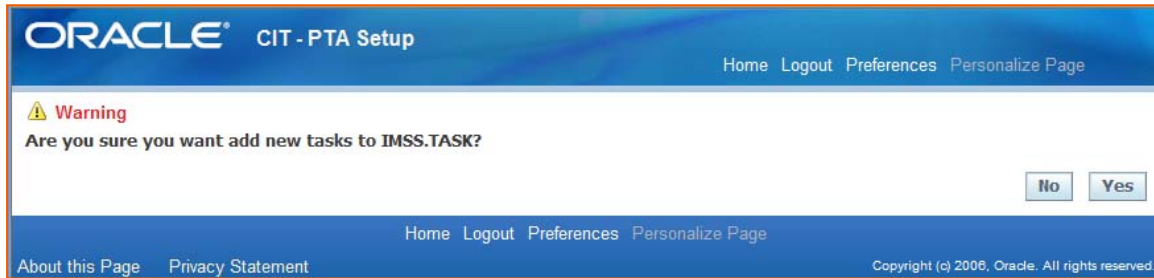 ORACLE® CIT - PTA Setup
Home Logout Preferences Personalize Page
Warning
Are you sure you want add new tasks to IMSS.TASK?
No Yes
Home Logout Preferences Personalize Page
About this Page Privacy Statement Copyright (c) 2006, Oracle. All rights reserved.